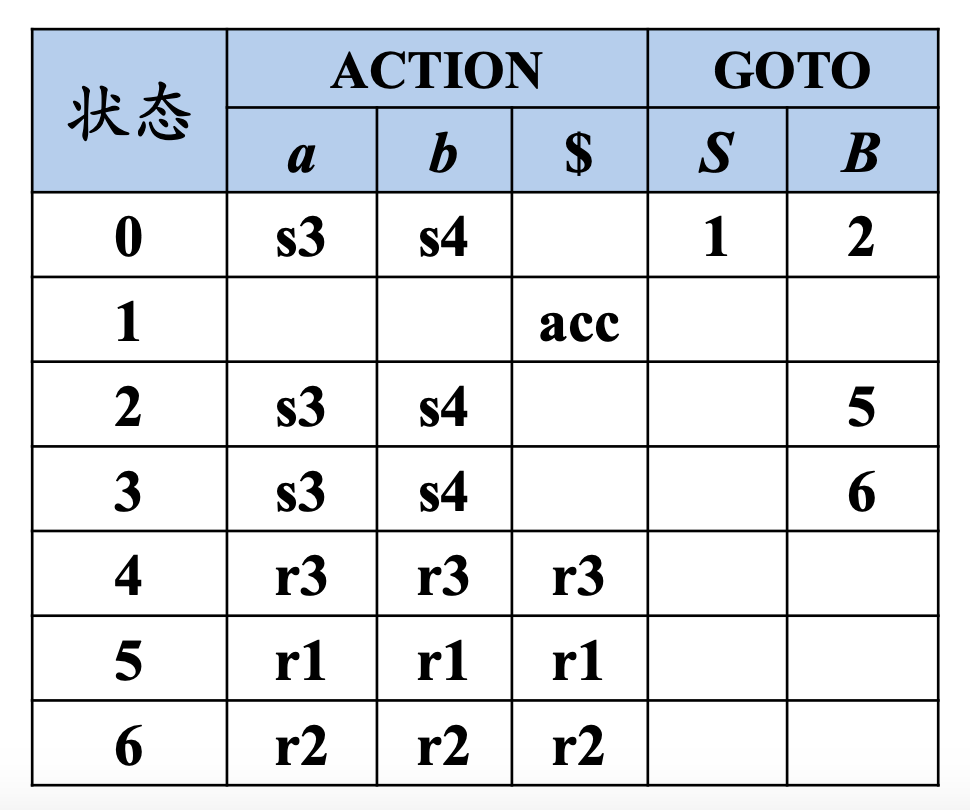 状态 ACTION GOTO
a b $ S B
0 s3 s4 1 2
1 acc
2 s3 s4 5
3 s3 s4 6
4 r3 r3 r3
5 r1 r1 r1
6 r2 r2 r2